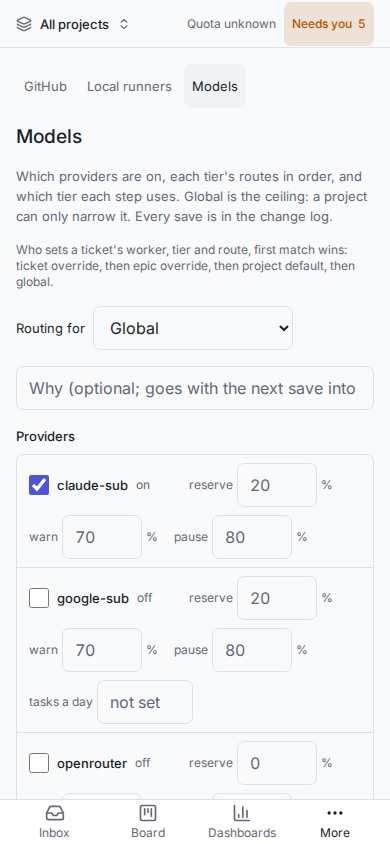 All projects Quota unknown Needs you 5
GitHub Local runners Models
Models
Which providers are on, each tier's routes in order, and
which tier each step uses. Global is the ceiling: a project
can only narrow it. Every save is in the change log.
Who sets a ticket's worker, tier and route, first match wins:
ticket override, then epic override, then project default, then
global.
Routing for Global
Why (optional; goes with the next save into
Providers
claude-sub on reserve 20 %
warn 70 % pause 80 %
google-sub off reserve 20 %
warn 70 % pause 80 %
tasks a day not set
openrouter off reserve 0 %
Inbox Board Dashboards More